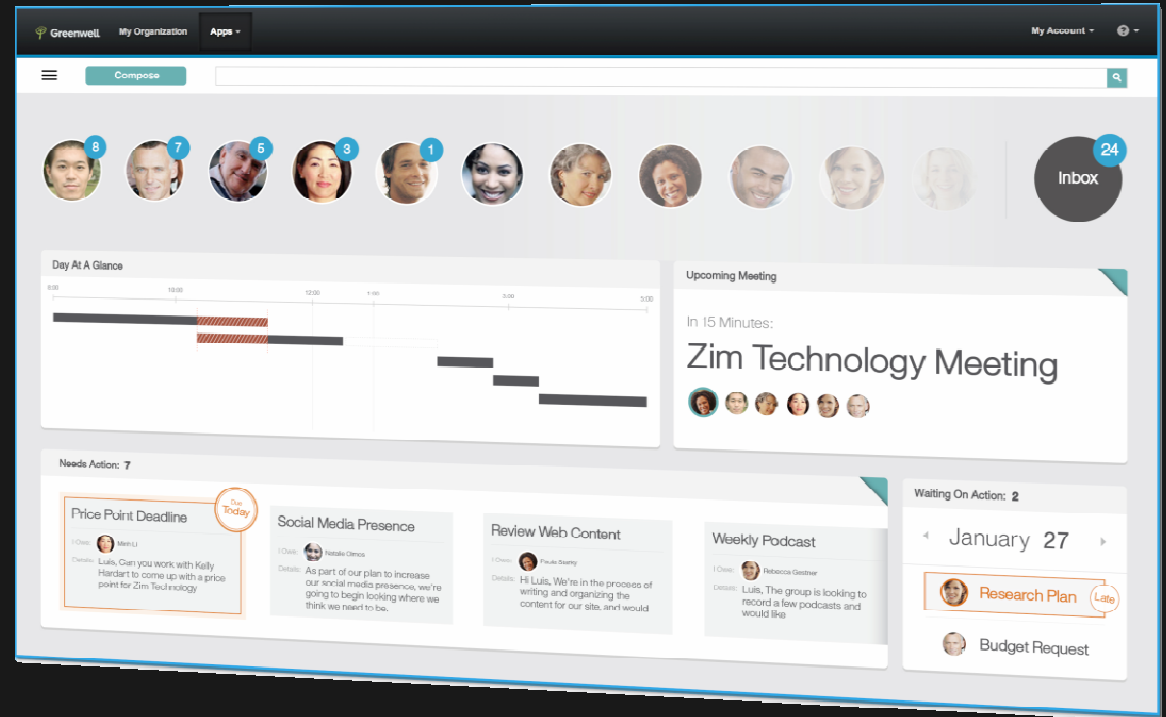 Greenwell
My Organization
Apps
My Account
?
Compose
8
7
5
3
1
24
Inbox
Day At A Glance
8:00
10:00
12:00
1:00
3:00
5:00
Upcoming Meeting
In 15 Minutes:
Zim Technology Meeting
Needs Action: 7
Price Point Deadline
Due
Today
I Owe:
Minh Li
Details:
Luis, Can you work with Kelly
Hardart to come up with a price
point for Zim Technology
Social Media Presence
I Owe:
Natalie Olmos
Details:
As part of our plan to increase
our social media presence, we're
going to begin looking where we
think we need to be.
Review Web Content
I Owe:
Paula
Details:
Hi Luis, We're in the process of
writing and organizing the
content for our site, and would
Weekly Podcast
I Owe:
Rebecca Gestner
Details:
Luis, The group is looking to
record a few podcasts and
would like
Waiting On Action: 2
January 27
Research Plan
Late
Budget Request